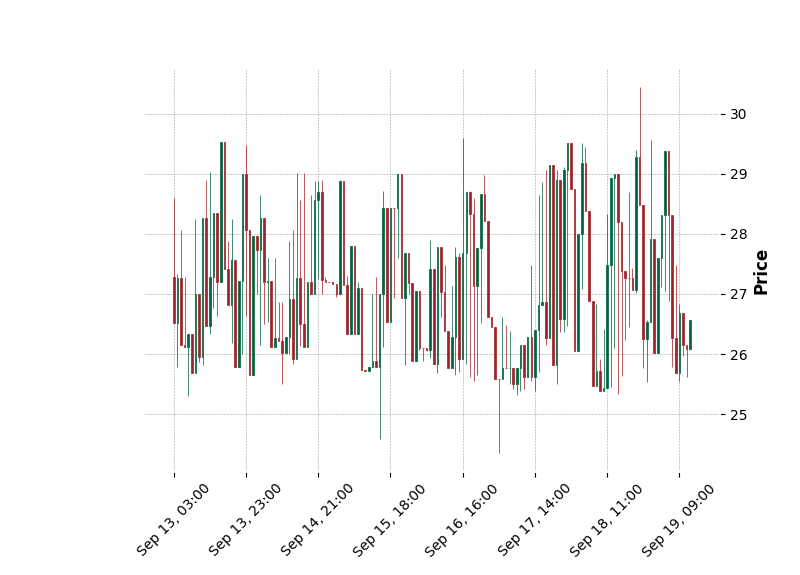 30
29
28
27
26
25
Price
Sep 13, 03:00
Sep 13, 23:00
Sep 14, 21:00
Sep 15, 18:00
Sep 16, 16:00
Sep 17, 14:00
Sep 18, 11:00
Sep 19, 09:00